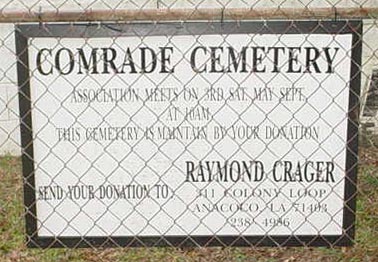 COMRADE CEMETERY
ASSOCIATION MEETS ON 3RD SAT. MAY SEPT.
AT 10AM
THIS CEMETERY IS MAINTAIN BY YOUR DONATION
RAYMOND CRAGER
SEND YOUR DONATION TO: 311 COLONY LOOP
ANACOCO, LA 71403
238-4986